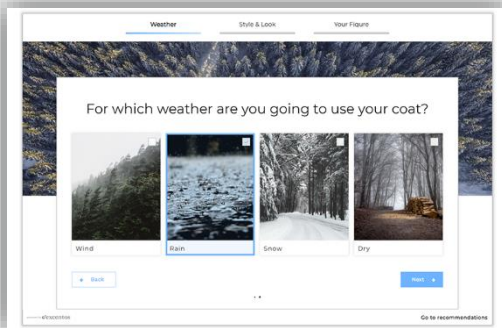 Weather Style & Look Your Figure
For which weather are you going to use your coat?
Wind Rain Snow Dry
Back Next
Go to recommendations